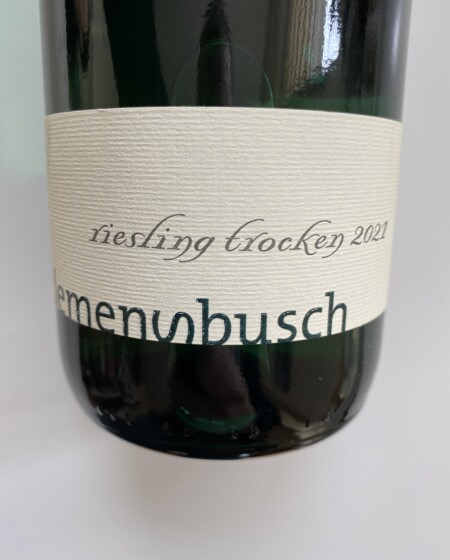 riesling trocken 2021
lemensbusch